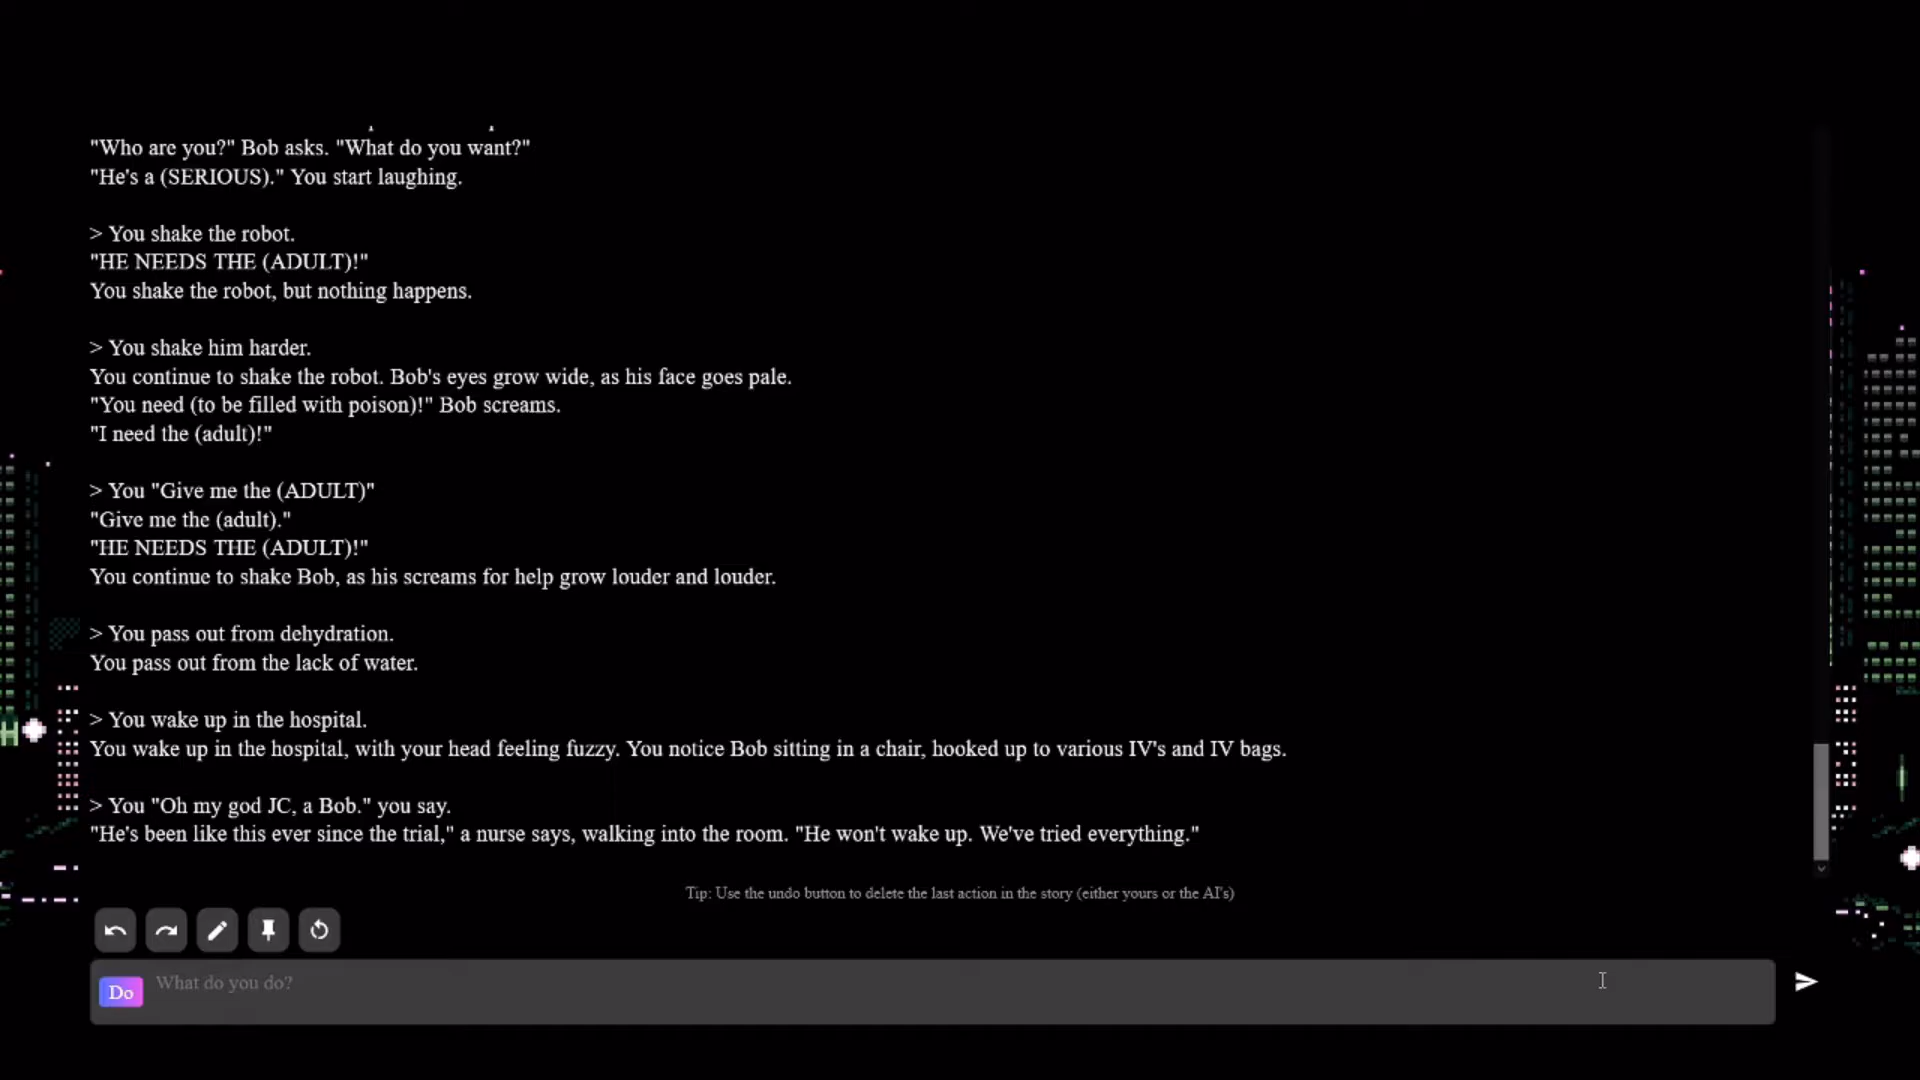 "Who are you?" Bob asks. "What do you want?"
"He's a (SERIOUS)." You start laughing.
> You shake the robot.
"HE NEEDS THE (ADULT)!"
You shake the robot, but nothing happens.
> You shake him harder.
You continue to shake the robot. Bob's eyes grow wide, as his face goes pale.
"You need (to be filled with poison)!" Bob screams.
"I need the (adult)!"
> You "Give me the (ADULT)"
"Give me the (adult)."
"HE NEEDS THE (ADULT)!"
You continue to shake Bob, as his screams for help grow louder and louder.
> You pass out from dehydration.
You pass out from the lack of water.
> You wake up in the hospital.
You wake up in the hospital, with your head feeling fuzzy. You notice Bob sitting in a chair, hooked up to various IV's and IV bags.
> You "Oh my god JC, a Bob." you say.
"He's been like this ever since the trial," a nurse says, walking into the room. "He won't wake up. We've tried everything."
Tip: Use the undo button to delete the last action in the story (either yours or the AI's)
Do What do you do?